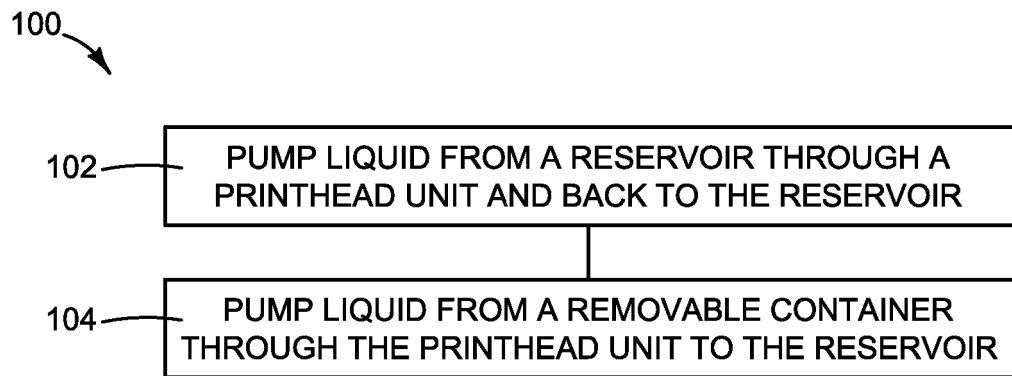 100
102
PUMP LIQUID FROM A RESERVOIR THROUGH A
PRINTHEAD UNIT AND BACK TO THE RESERVOIR
104
PUMP LIQUID FROM A REMOVABLE CONTAINER
THROUGH THE PRINTHEAD UNIT TO THE RESERVOIR